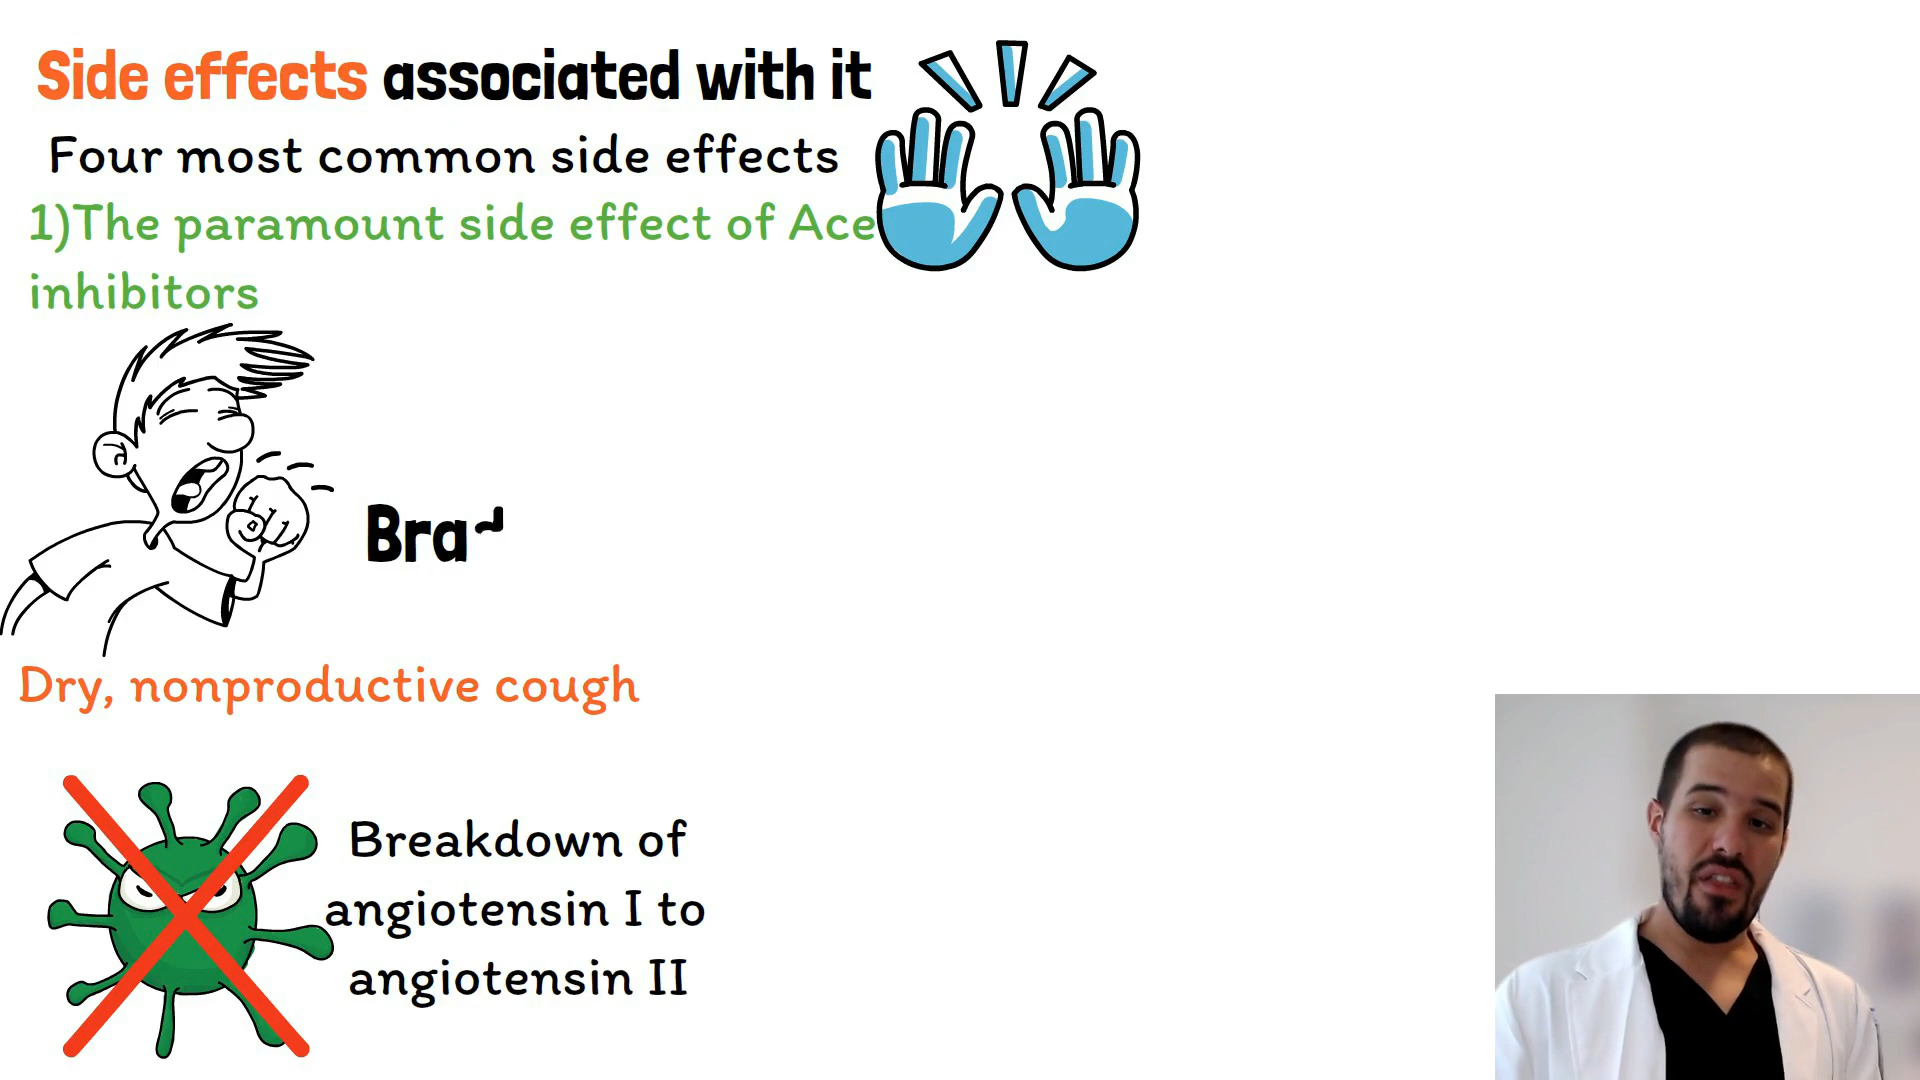 Side effects associated with it
Four most common side effects
1)The paramount side effect of Ace
inhibitors
Bra
Dry, nonproductive cough
Breakdown of
angiotensin I to
angiotensin II